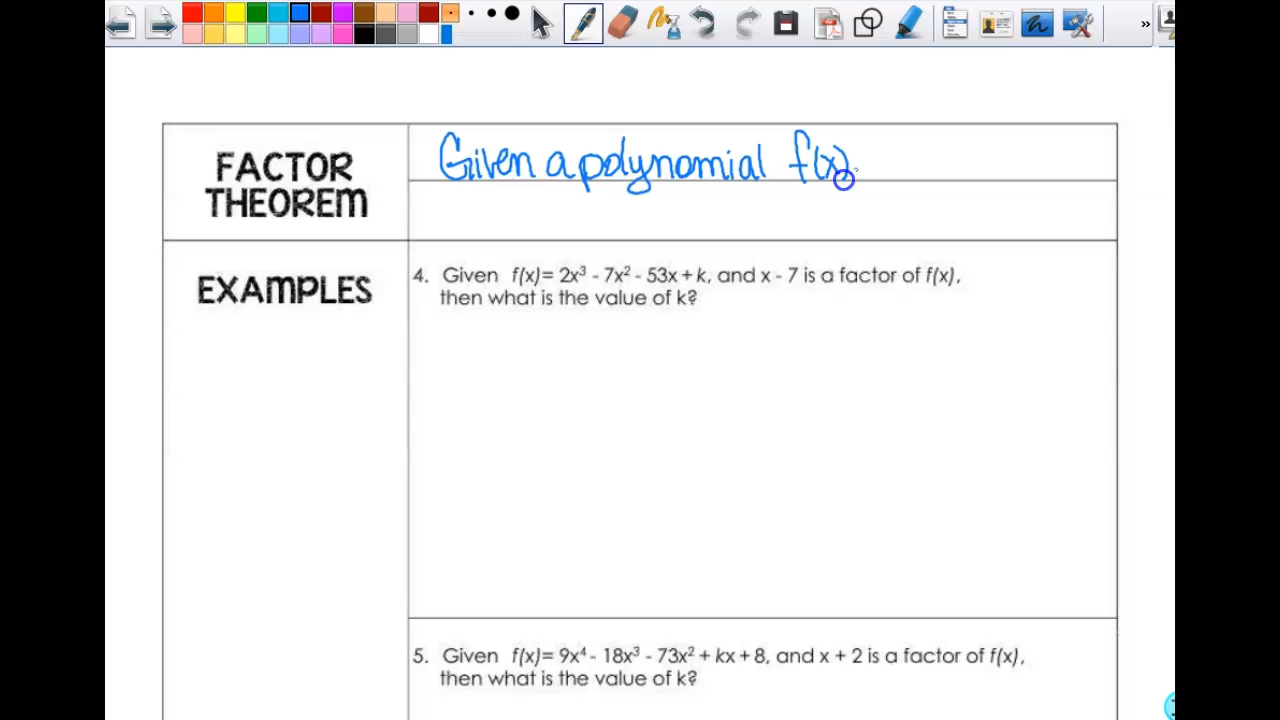 FACTOR
THEOREM
Given a polynomial f(x)
EXAMPLES
4. Given f(x)= 2x³ - 7x² - 53x + k, and x - 7 is a factor of f(x),
then what is the value of k?
5. Given f(x)= 9x⁴ - 18x³ - 73x² + kx + 8, and x + 2 is a factor of f(x),
then what is the value of k?